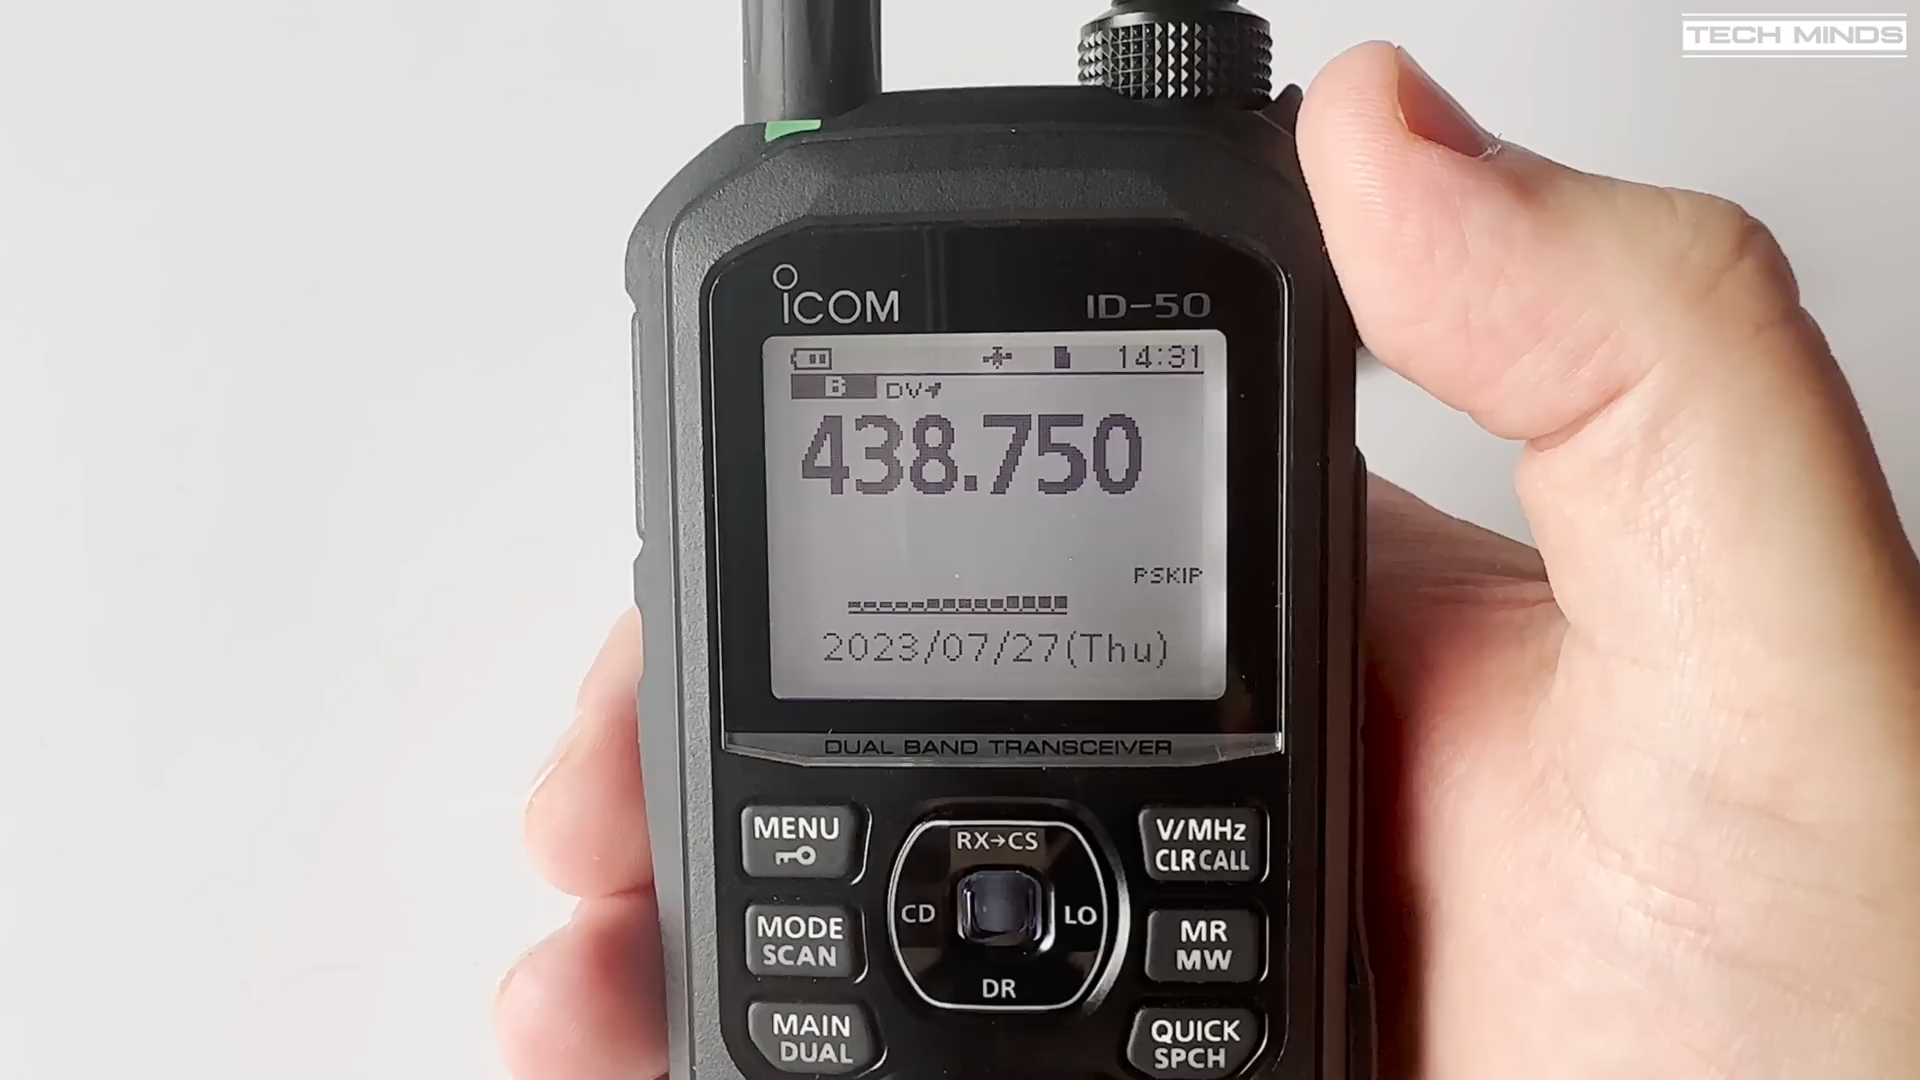 TECH MINDS
ICOM
ID-50
14:31
B DV
438.750
PSKIP
2023/07/27(Thu)
DUAL BAND TRANSCEIVER
MENU
RX→CS
V/MHz
CLR CALL
CD
LO
MODE
SCAN
MR
MW
DR
MAIN
DUAL
QUICK
SPCH